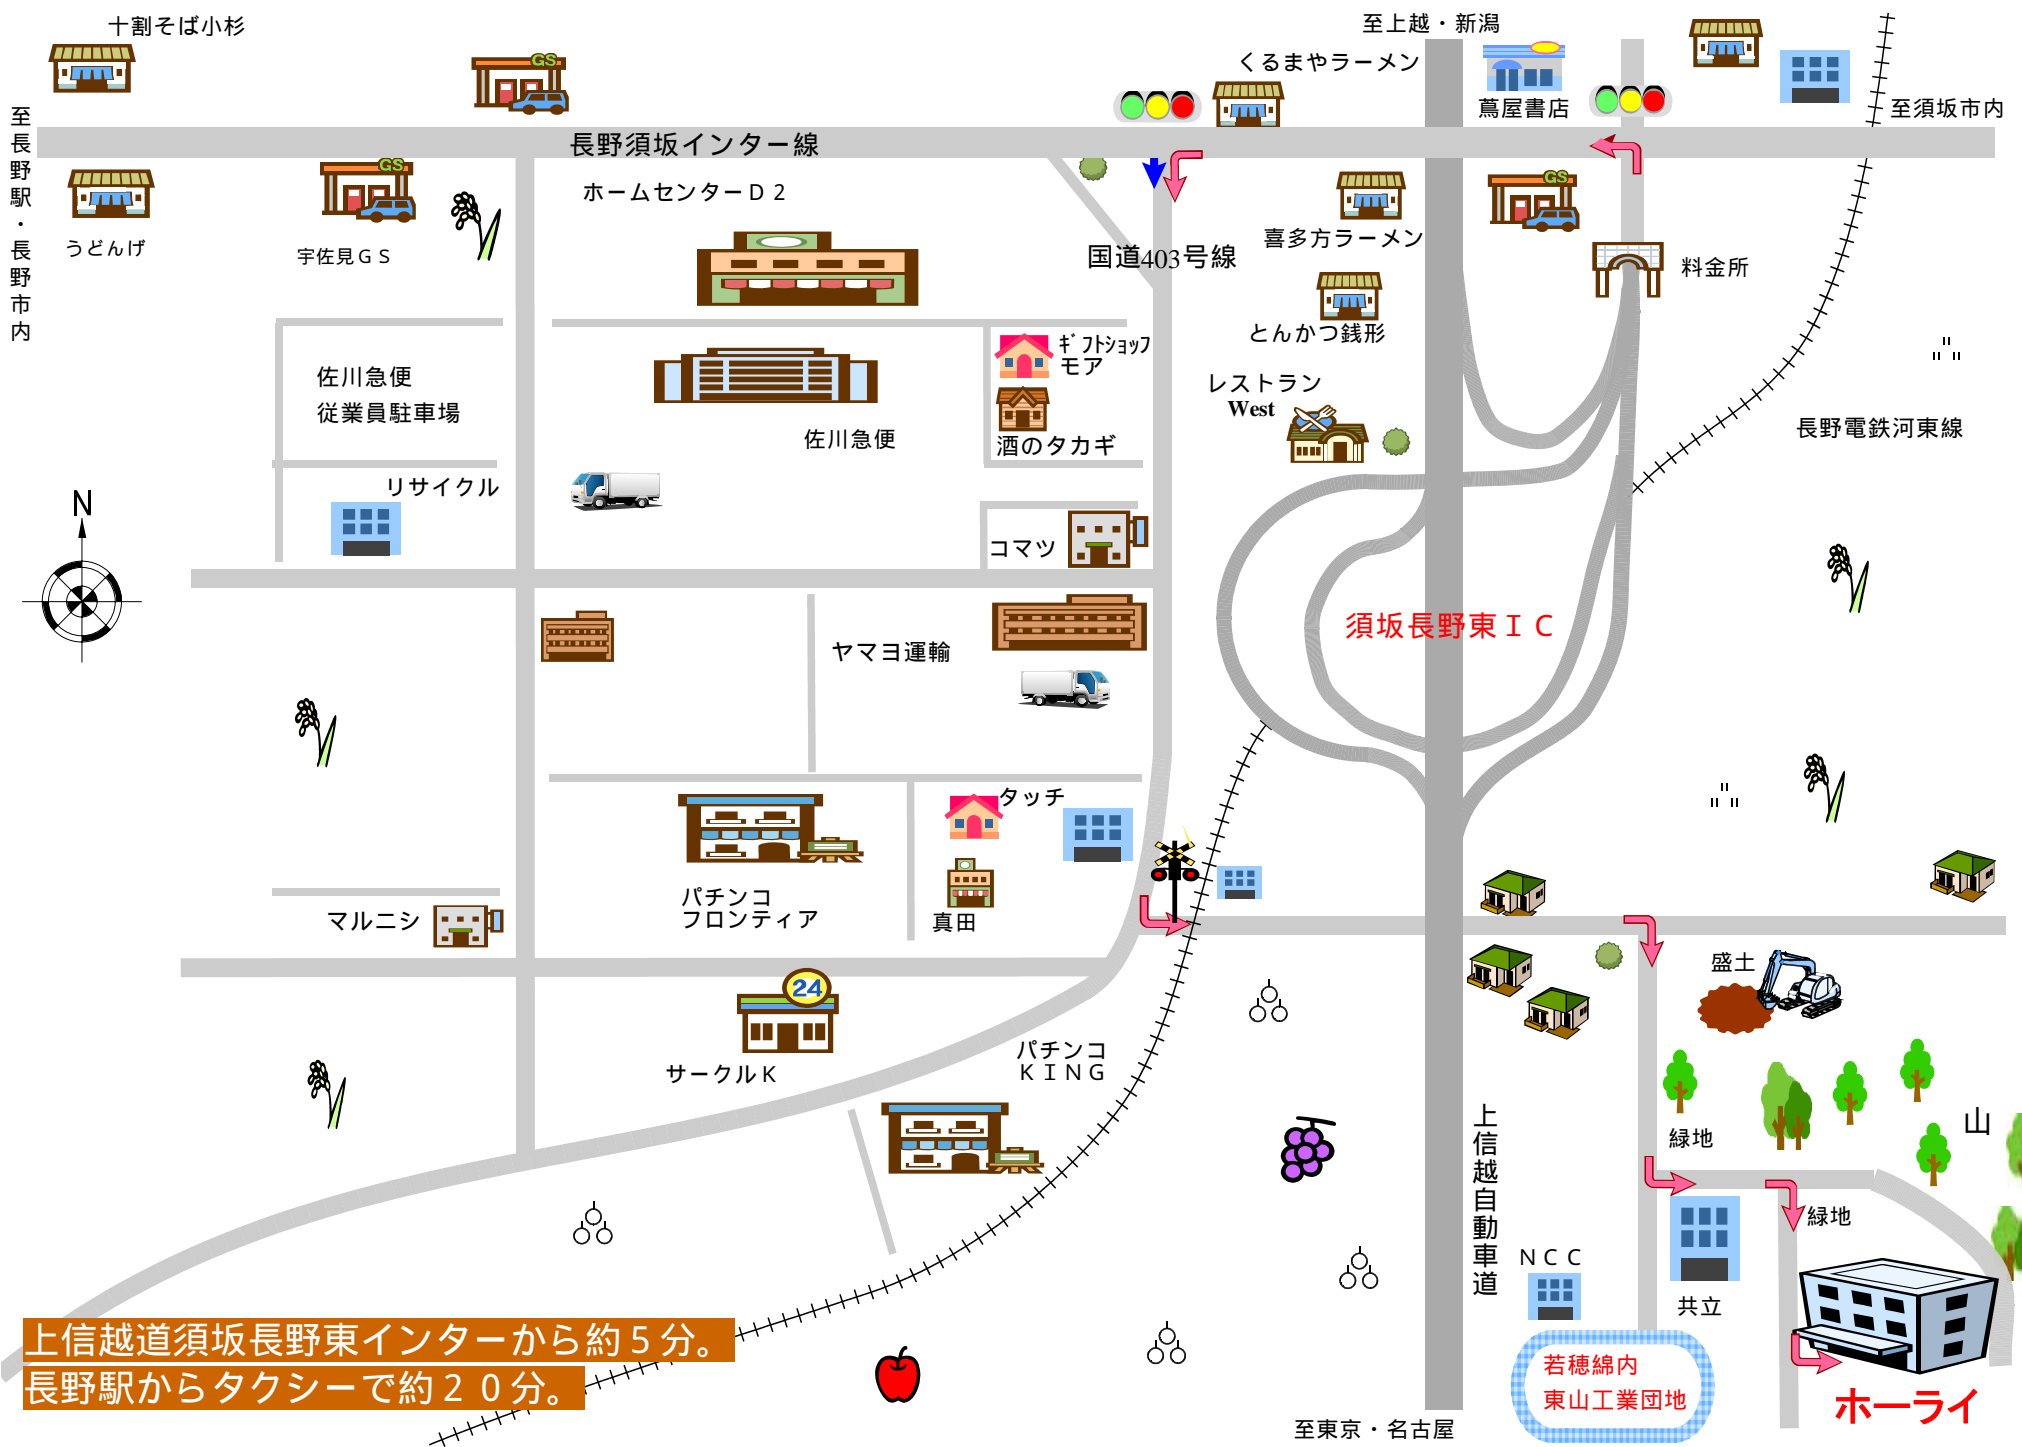 十割そば小杉
至上越・新潟
くるまやラーメン
GS
蔦屋書店
至須坂市内
至長野駅・長野市内
長野須坂インター線
ホームセンターＤ２
うどんげ
GS
宇佐見ＧＳ
国道403号線
喜多方ラーメン
GS
料金所
とんかつ銭形
ｷﾞﾌﾄｼｮｯﾌ
モア
佐川急便
従業員駐車場
レストラン
West
佐川急便
酒のタカギ
長野電鉄河東線
リサイクル
N
コマツ
須坂長野東ＩＣ
ヤマヨ運輸
タッチ
パチンコ
フロンティア
マルニシ
真田
盛土
24
サークルＫ
パチンコ
ＫＩＮＧ
上信越自動車道
山
緑地
緑地
ＮＣＣ
共立
上信越道須坂長野東インターから約５分。
長野駅からタクシーで約２０分。
若穂綿内
東山工業団地
ホーライ
至東京・名古屋